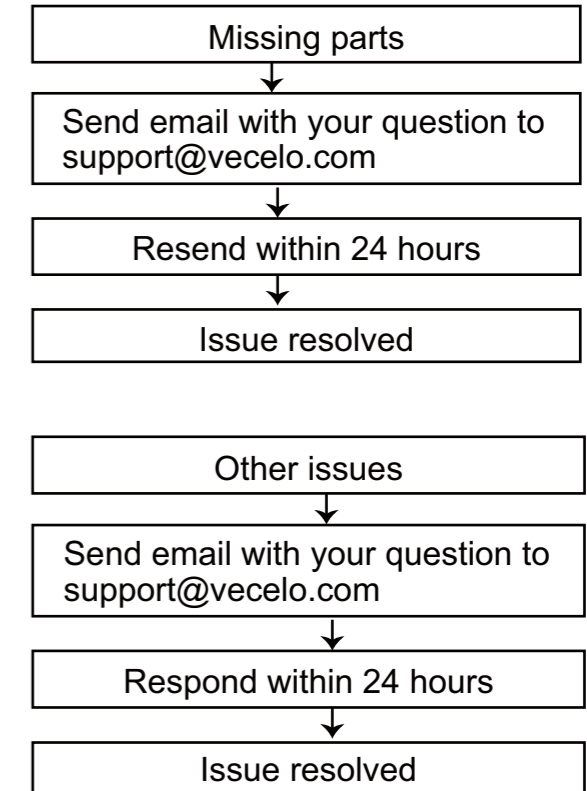 Missing parts
Send email with your question to
support@vecelo.com
Resend within 24 hours
Issue resolved
Other issues
Send email with your question to
support@vecelo.com
Respond within 24 hours
Issue resolved